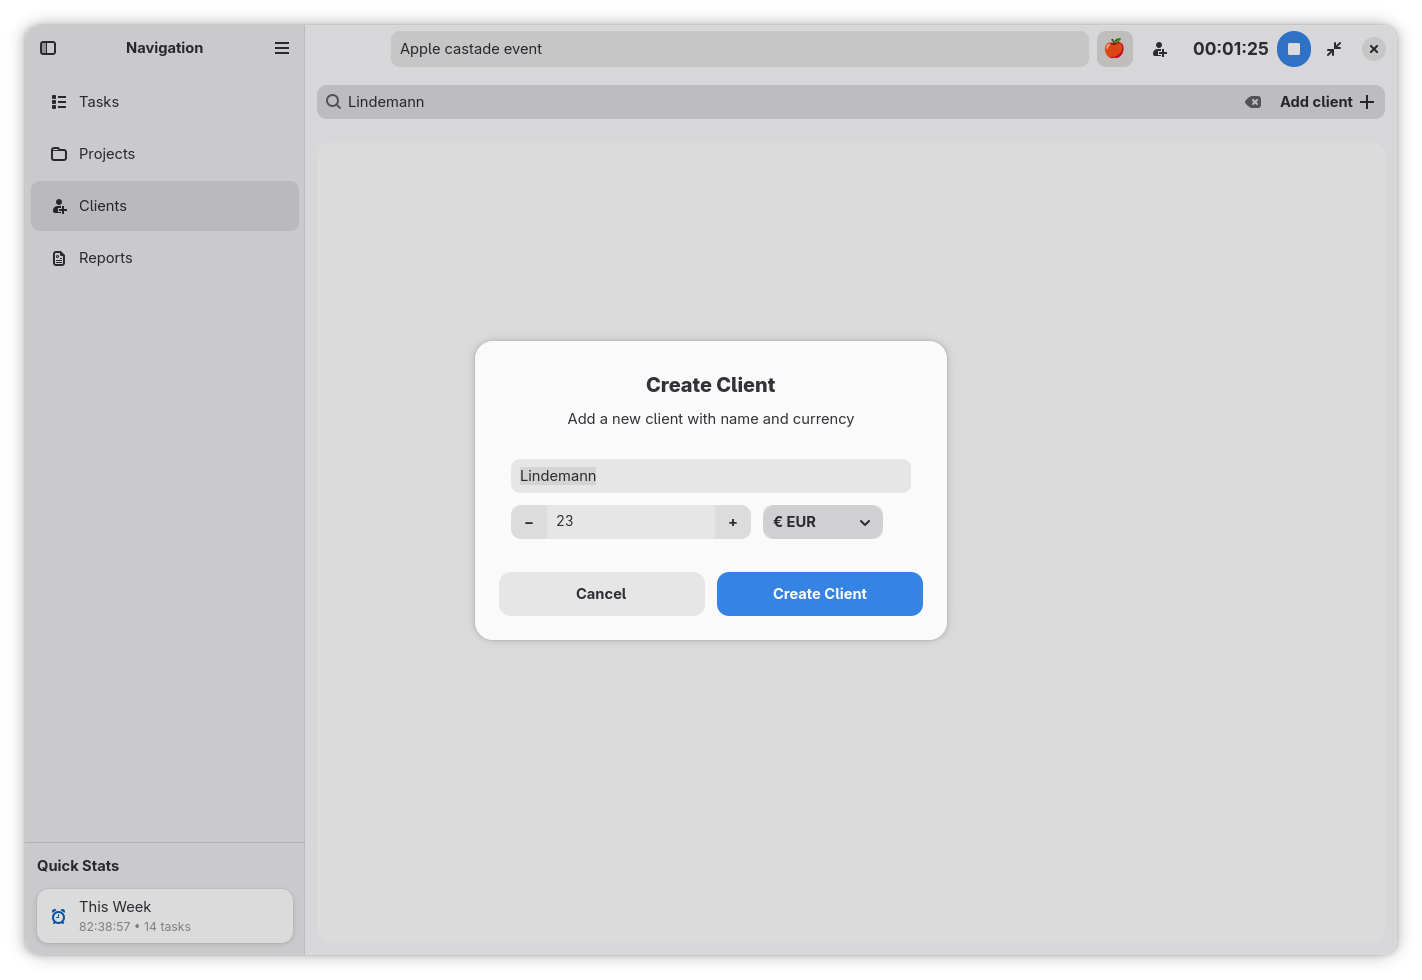 Navigation
Apple castade event
00:01:25
Tasks
Projects
Clients
Reports
Lindemann
Add client
Create Client
Add a new client with name and currency
Lindemann
– 23 + € EUR
Cancel
Create Client
Quick Stats
This Week
82:38:57 • 14 tasks